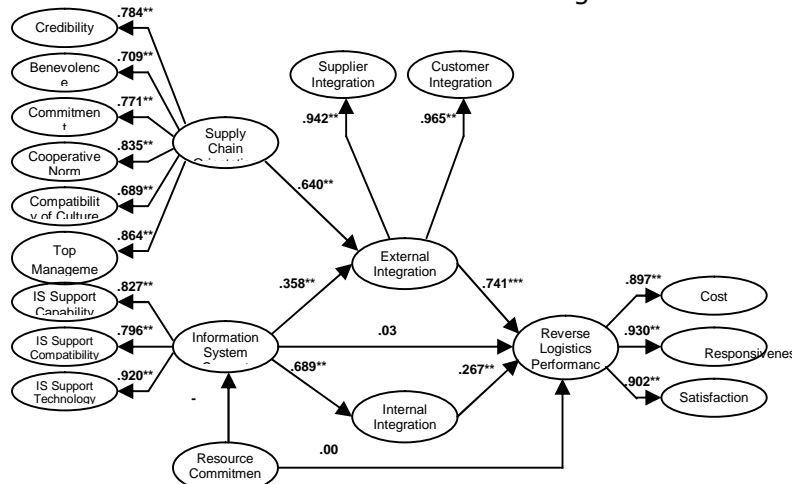 g
.784**
Credibility
.709**
Benevolenc
e
.771**
Commitmen
t
.835**
Cooperative
Norm
.689**
Compatibilit
y of Culture
.864**
Top
Manageme
.827**
IS Support
Capability
.796**
IS Support
Compatibility
.920**
IS Support
Technology
Supply
Chain
Orientation
Supplier
Integration
Customer
Integration
.942**
.965**
.640**
External
Integration
.358**
.741***
Information
System
.03
.689**
.267**
Internal
Integration
-
.00
Resource
Commitmen
Reverse
Logistics
Performanc
.897**
Cost
.930**
Responsivenes
.902**
Satisfaction